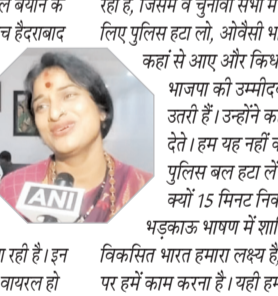 बयान के
हैदराबाद
रही है। इन
वायरल हो
ANI
रहा है, जिसमें वे चुनावी सभा में
लिए पुलिस हटा लो, ओवैसी
कहां से आए और किधर
भाजपा की उम्मीदव
उतरी हैं। उन्होंने क
देते। हम यह नहीं क
पुलिस बल हटा लें
क्यों 15 मिनट
भड़काऊ भाषण में
विकसित भारत हमारा लक्ष्य है
पर हमें काम करना है। यही